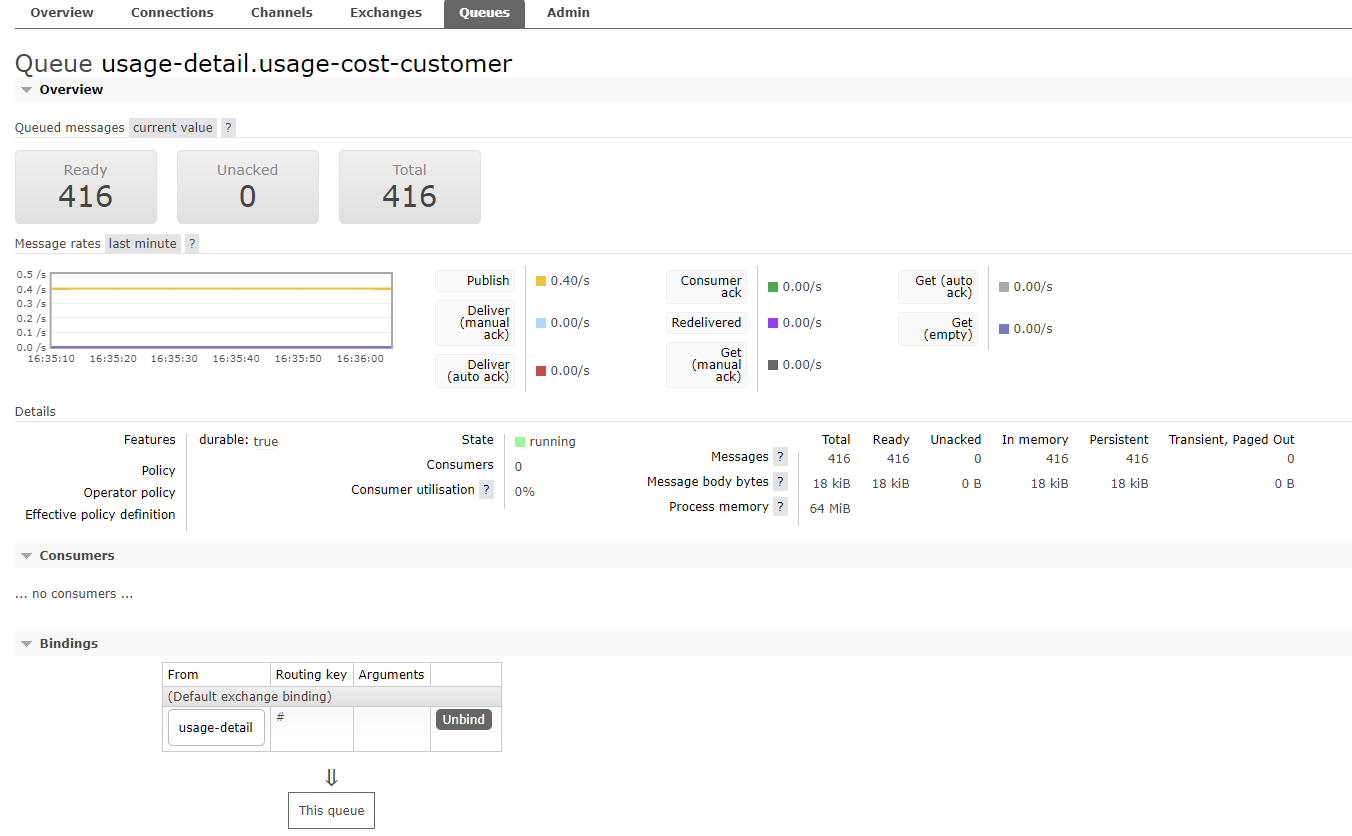 Overview Connections Channels Exchanges Queues Admin
Queue usage-detail.usage-cost-customer
Overview
Queued messages current value ?
Ready Unacked Total
416 0 416
Message rates last minute ?
0.5 /s
0.4 /s
0.3 /s
0.2 /s
0.1 /s
0.0 /s
16:35:10 16:35:20 16:35:30 16:35:40 16:35:50 16:36:00
Publish 0.40/s
Deliver
(manual
ack) 0.00/s
Deliver
(auto ack) 0.00/s
Consumer
ack 0.00/s
Redelivered 0.00/s
Get
(manual
ack) 0.00/s
Get (auto
ack) 0.00/s
Get
(empty) 0.00/s
Details
Features durable: true
Policy
Operator policy
Effective policy definition
State running
Consumers 0
Consumer utilisation ? 0%
Total Ready Unacked In memory Persistent Transient, Paged Out
Messages ? 416 416 0 416 416 0
Message body bytes ? 18 kiB 18 kiB 0 B 18 kiB 18 kiB 0 B
Process memory ? 64 MiB
Consumers
... no consumers ...
Bindings
From Routing key Arguments
(Default exchange binding)
usage-detail # Unbind
⇓
This queue